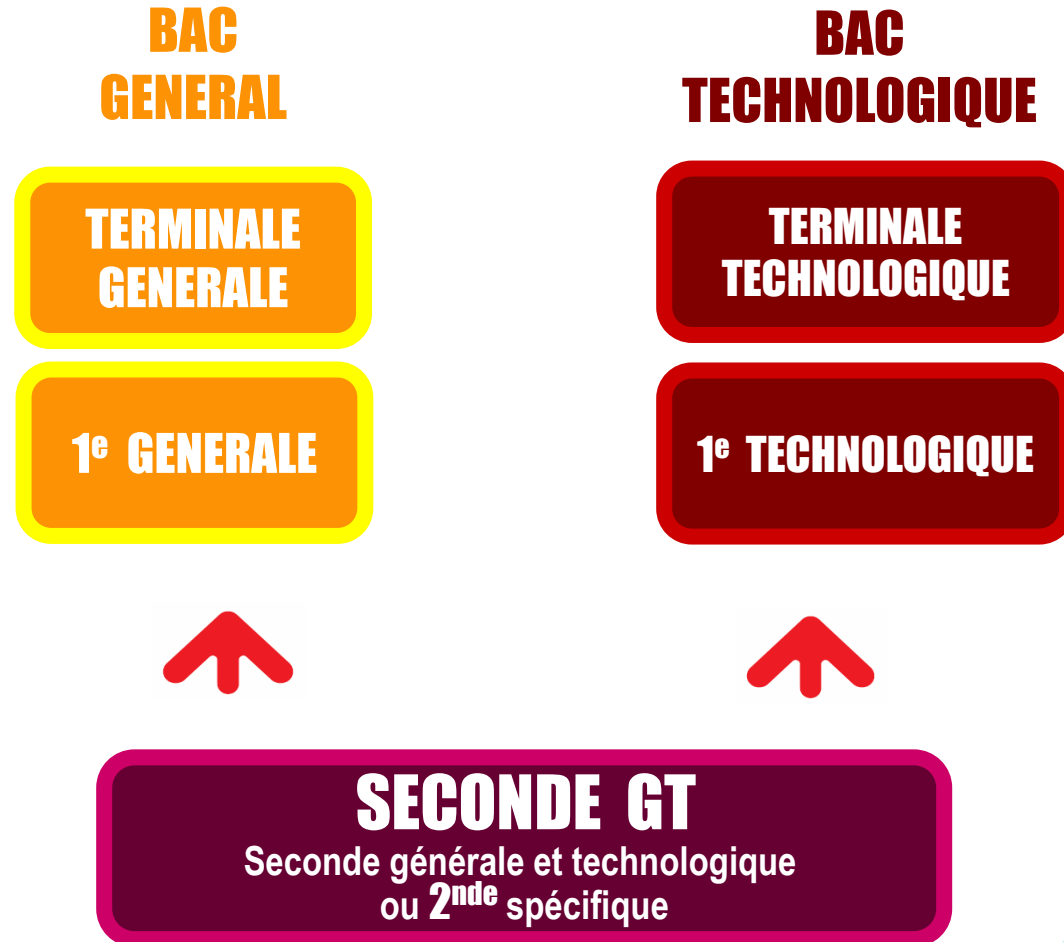 BAC
GENERAL
BAC
TECHNOLOGIQUE
TERMINALE
GENERALE
TERMINALE
TECHNOLOGIQUE
1e GENERALE
1e TECHNOLOGIQUE
SECONDE GT
Seconde générale et technologique
ou 2nde spécifique